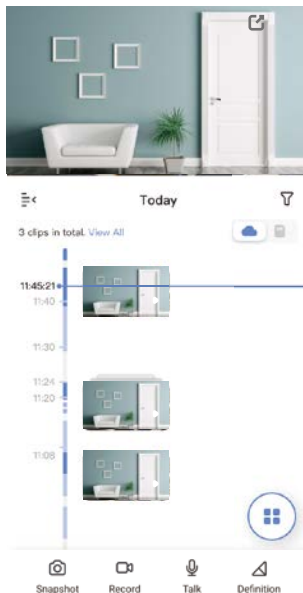 Today
3 clips in total. View All
11:45:21
11:40
11:30
11:24
11:20
11:08
Snapshot Record Talk Definition